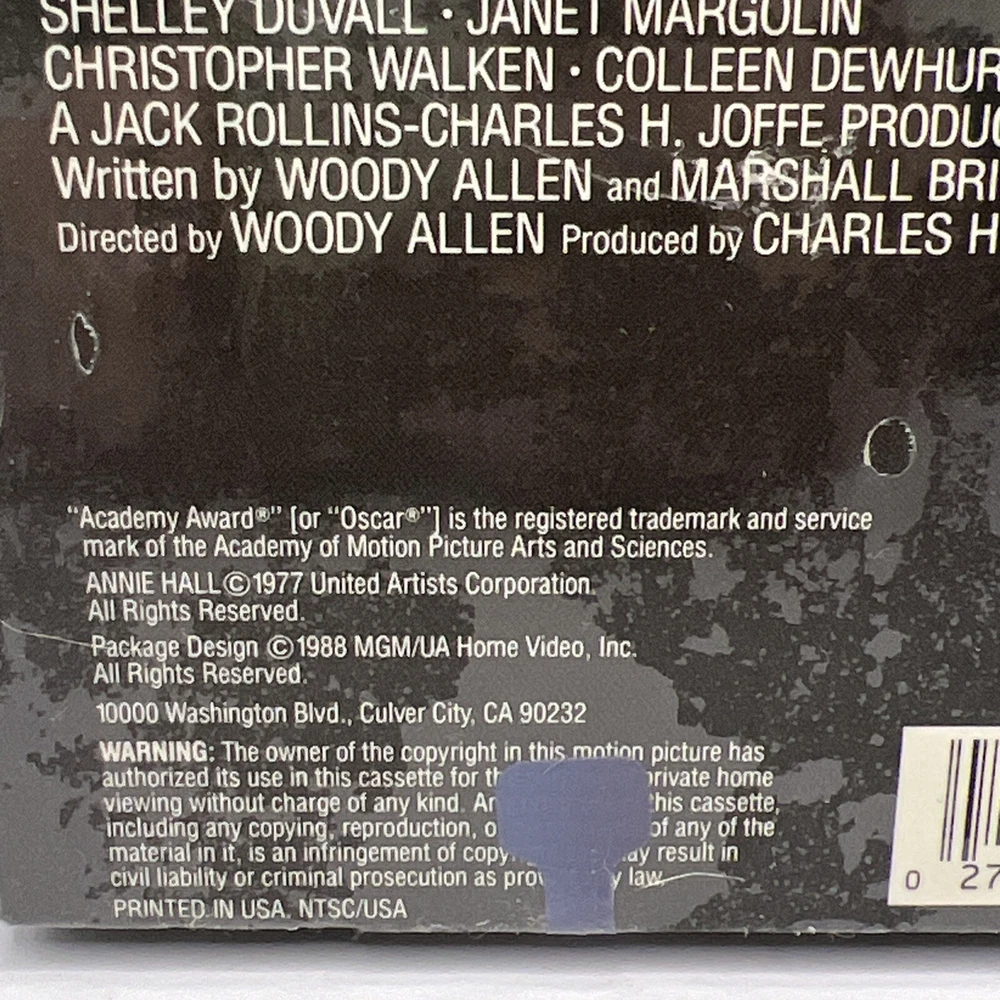 SHELLEY DUVALL · JANET MARGOLIN
CHRISTOPHER WALKEN · COLLEEN DEWHUR
A JACK ROLLINS-CHARLES H. JOFFE PRODUC
Written by WOODY ALLEN and MARSHALL BRI
Directed by WOODY ALLEN Produced by CHARLES H
"Academy Award®" [or "Oscar®"] is the registered trademark and service
mark of the Academy of Motion Picture Arts and Sciences.
ANNIE HALL©1977 United Artists Corporation
All Rights Reserved.
Package Design ©1988 MGM/UA Home Video, Inc.
All Rights Reserved.
10000 Washington Blvd., Culver City, CA 90232
WARNING: The owner of the copyright in this motion picture has
authorized its use in this cassette for private home
viewing without charge of any kind. this cassette,
including any copying, reproduction, of any of the
material in it, is an infringement of result in
civil liability or criminal prosecution as law.
PRINTED IN USA. NTSC/USA
0 27